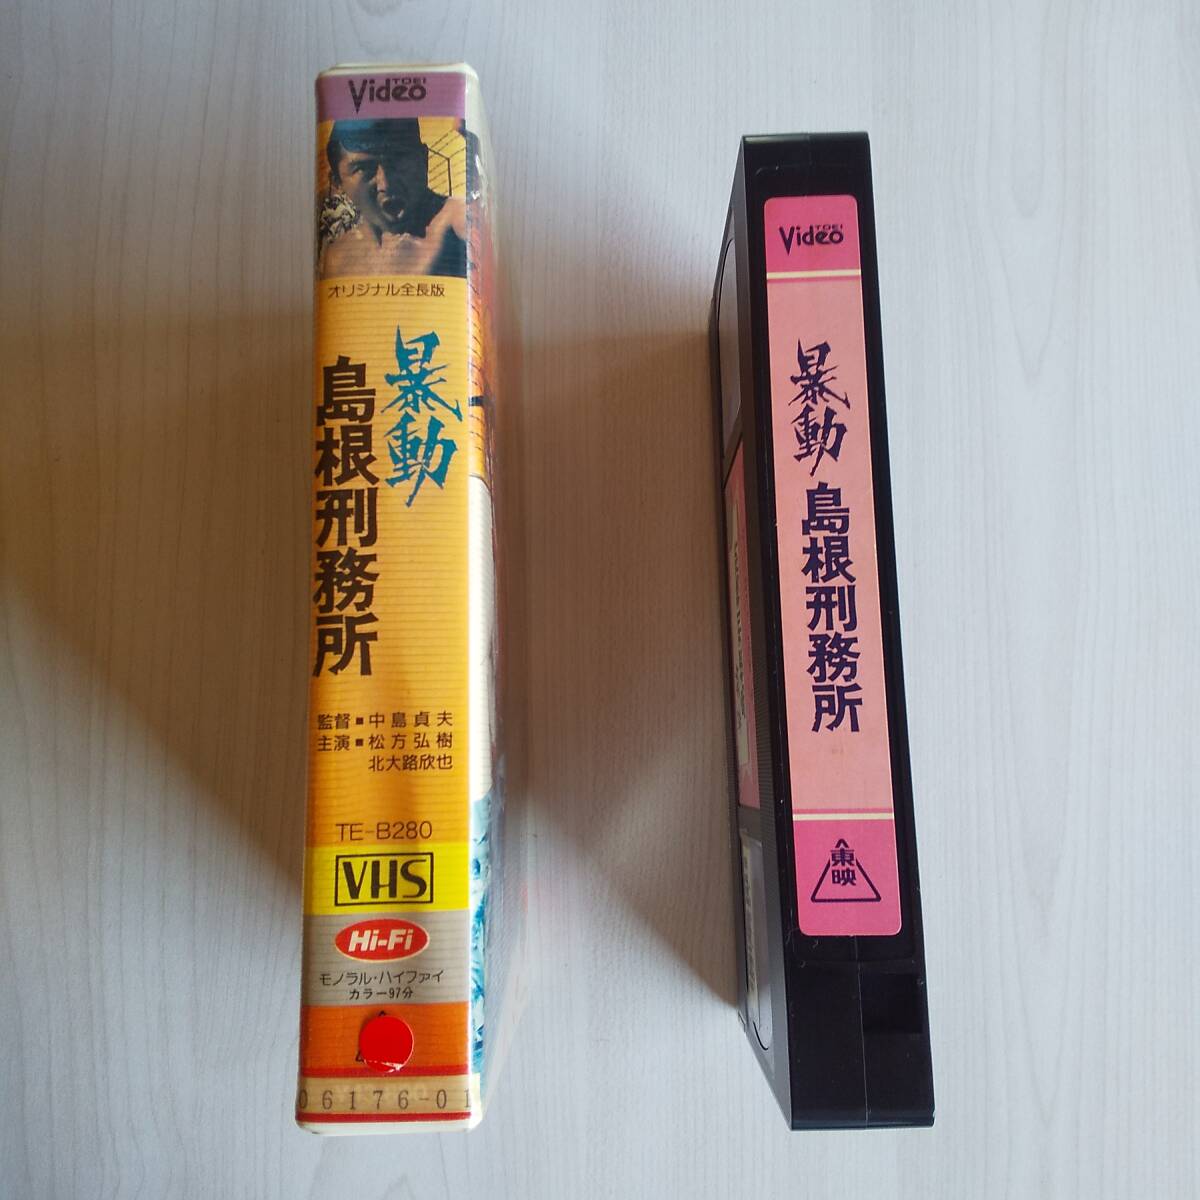 TOEI
Video
オリジナル全長版
暴動
島根刑務所
監督■中島貞夫
主演■松方弘樹
北大路欣也
TE-B280
VHS
Hi-Fi
モノラル・ハイファイ
カラー97分
06176-01
TOEI
Video
暴動
島根刑務所
東映